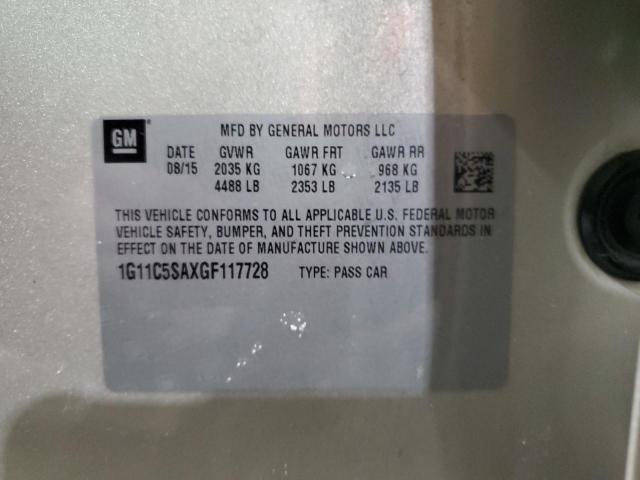 GM
MFD BY GENERAL MOTORS LLC
DATE GVWR GAWR FRT GAWR RR
08/15 2035 KG 1067 KG 968 KG
4488 LB 2353 LB 2135 LB
THIS VEHICLE CONFORMS TO ALL APPLICABLE U.S. FEDERAL MOTOR
VEHICLE SAFETY, BUMPER, AND THEFT PREVENTION STANDARDS IN
EFFECT ON THE DATE OF MANUFACTURE SHOWN ABOVE.
1G11C5SAXGF117728 TYPE: PASS CAR